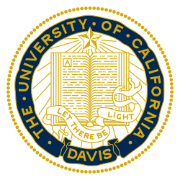 THE · UNIVERSITY · OF · CALIFORNIA
A
LET THERE BE
LIGHT
DAVIS